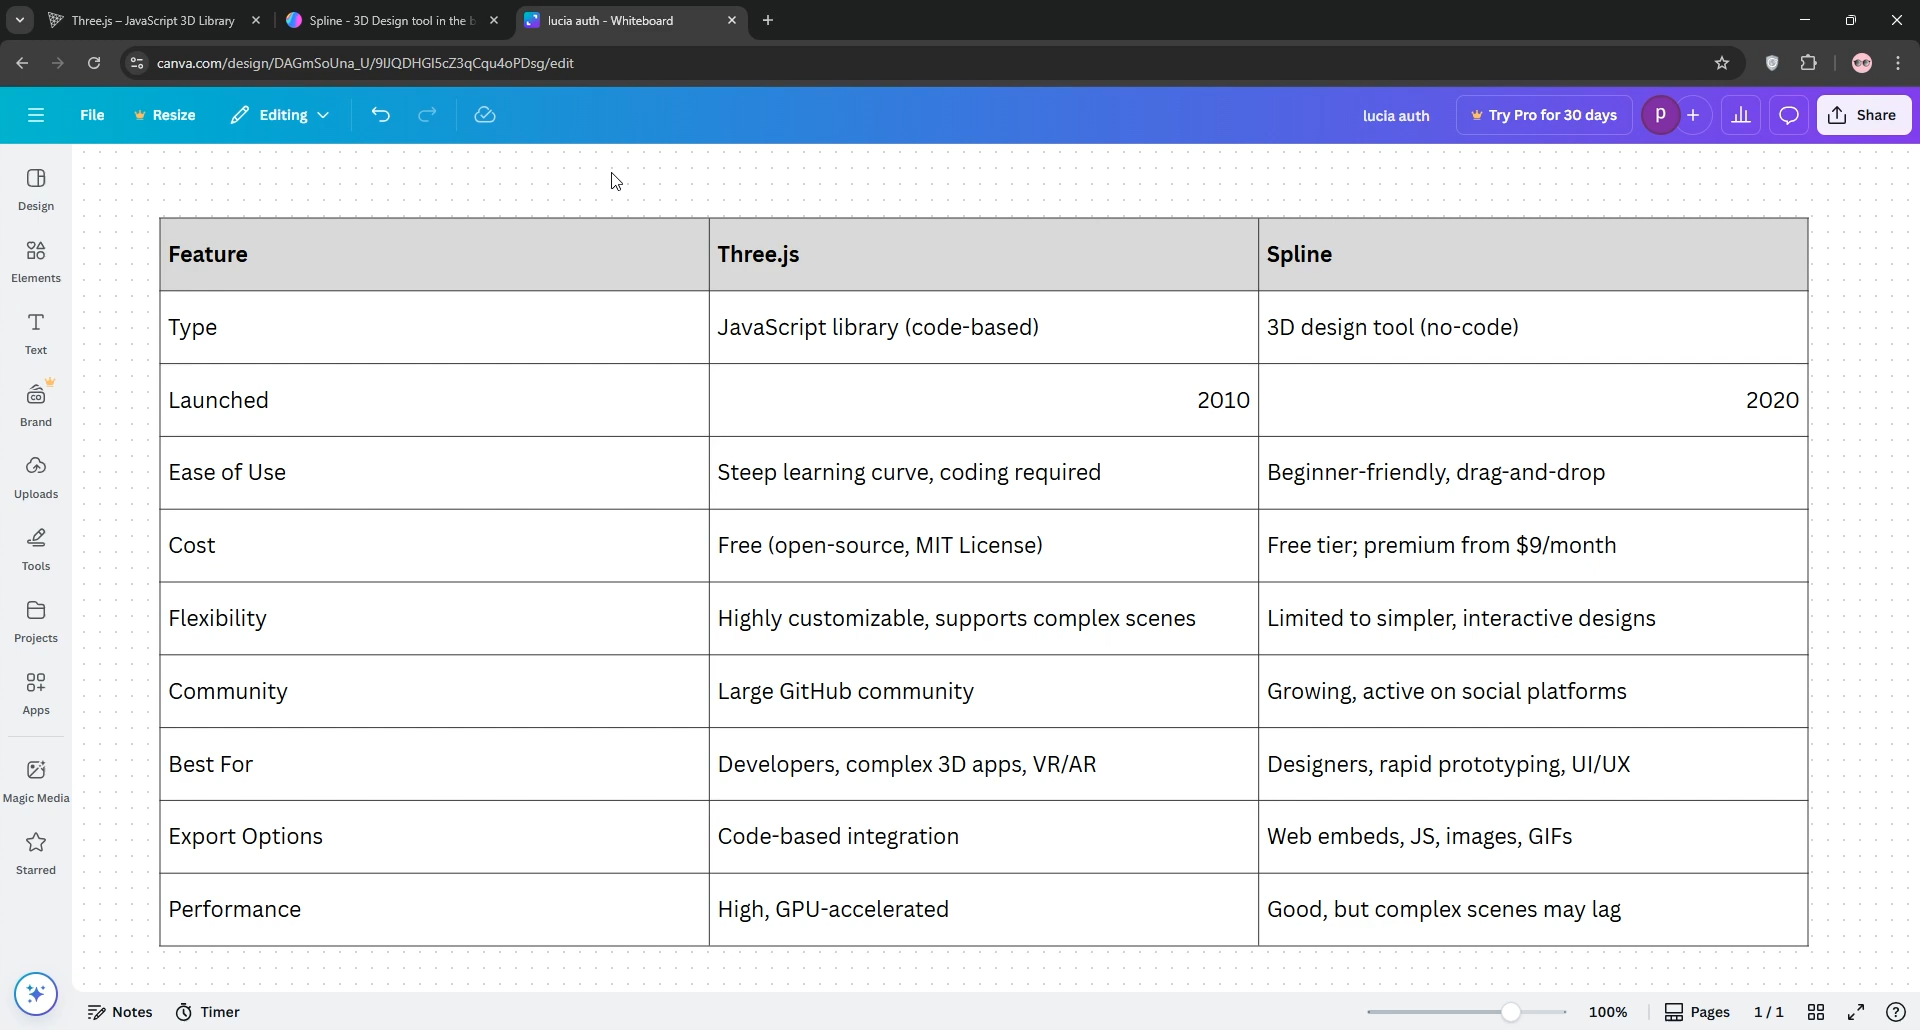 Three.js – JavaScript 3D Library
Spline - 3D Design tool in the b
lucia auth - Whiteboard
canva.com/design/DAGmSoUna_U/9IJQDHGI5cZ3qCqu4oPDsg/edit
File
Resize
Editing
lucia auth
Try Pro for 30 days
P
Share
Design
Elements
Text
Brand
Uploads
Tools
Projects
Apps
Magic Media
Starred
Feature Three.js Spline
Type JavaScript library (code-based) 3D design tool (no-code)
Launched 2010 2020
Ease of Use Steep learning curve, coding required Beginner-friendly, drag-and-drop
Cost Free (open-source, MIT License) Free tier; premium from $9/month
Flexibility Highly customizable, supports complex scenes Limited to simpler, interactive designs
Community Large GitHub community Growing, active on social platforms
Best For Developers, complex 3D apps, VR/AR Designers, rapid prototyping, UI/UX
Export Options Code-based integration Web embeds, JS, images, GIFs
Performance High, GPU-accelerated Good, but complex scenes may lag
Notes
Timer
100%
Pages
1 / 1